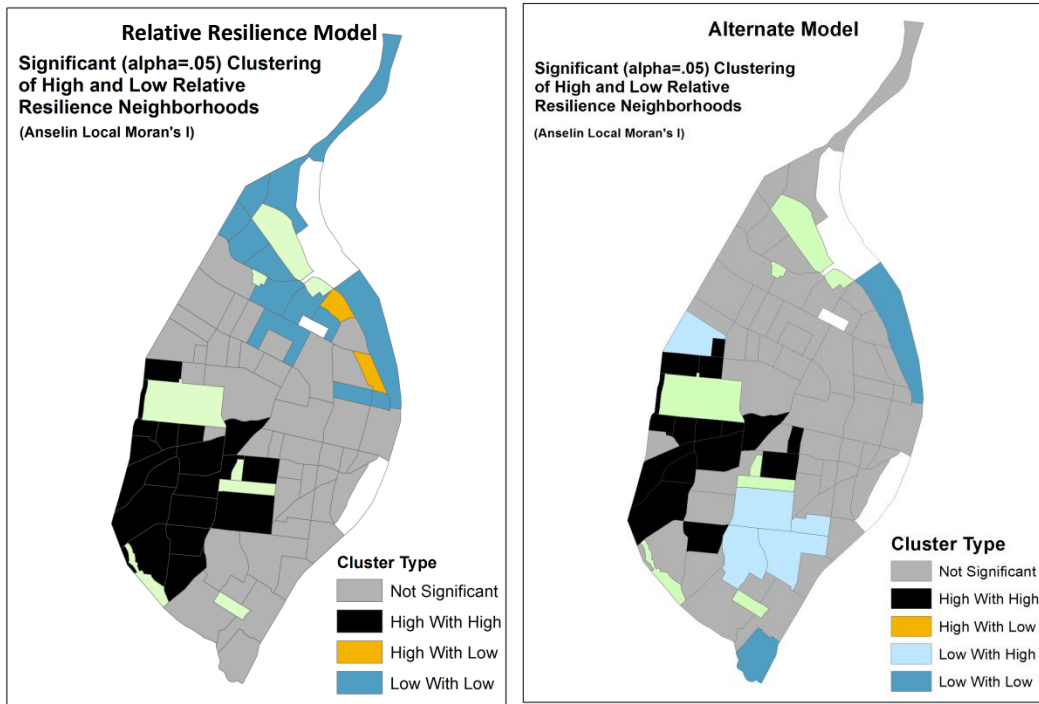 Relative Resilience Model
Significant (alpha=.05) Clustering
of High and Low Relative
Resilience Neighborhoods
(Anselin Local Moran's I)
Cluster Type
Not Significant
High With High
High With Low
Low With Low
Alternate Model
Significant (alpha=.05) Clustering
of High and Low Relative
Resilience Neighborhoods
(Anselin Local Moran's I)
Cluster Type
Not Significant
High With High
High With Low
Low With High
Low With Low